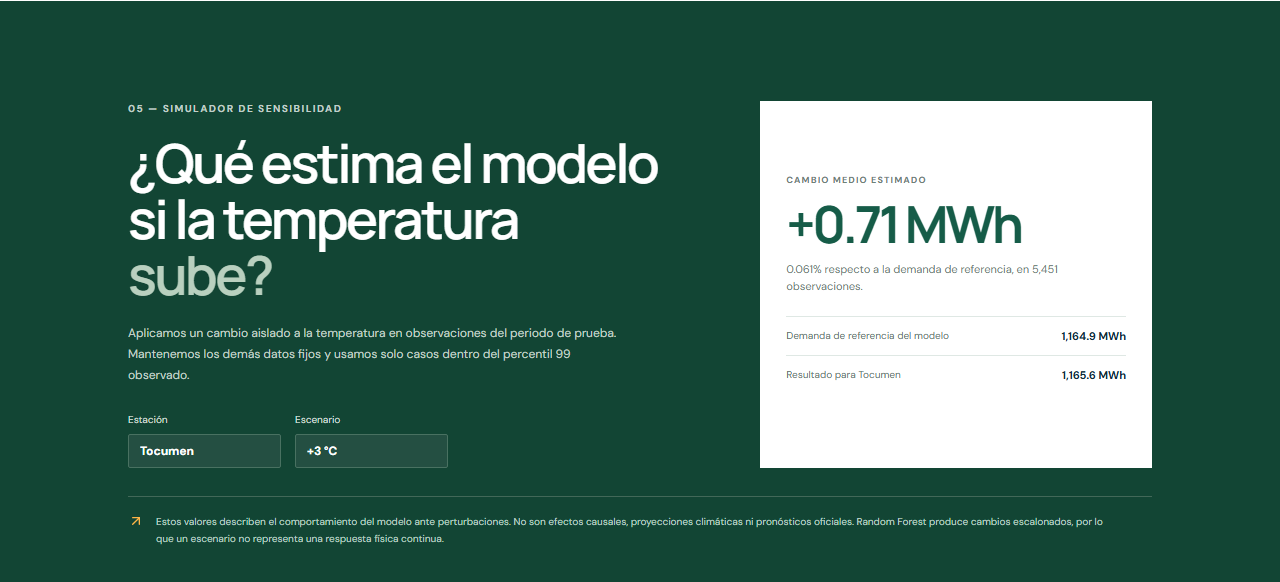 05 — SIMULADOR DE SENSIBILIDAD
¿Qué estima el modelo
si la temperatura
sube?
Aplicamos un cambio aislado a la temperatura en observaciones del periodo de prueba.
Mantenemos los demás datos fijos y usamos solo casos dentro del percentil 99
observado.
Estación
Escenario
Tocumen
+3 °C
CAMBIO MEDIO ESTIMADO
+0.71 MWh
0.061% respecto a la demanda de referencia, en 5,451
observaciones.
Demanda de referencia del modelo 1,164.9 MWh
Resultado para Tocumen 1,165.6 MWh
Estos valores describen el comportamiento del modelo ante perturbaciones. No son efectos causales, proyecciones climáticas ni pronósticos oficiales. Random Forest produce cambios escalonados, por lo
que un escenario no representa una respuesta física continua.